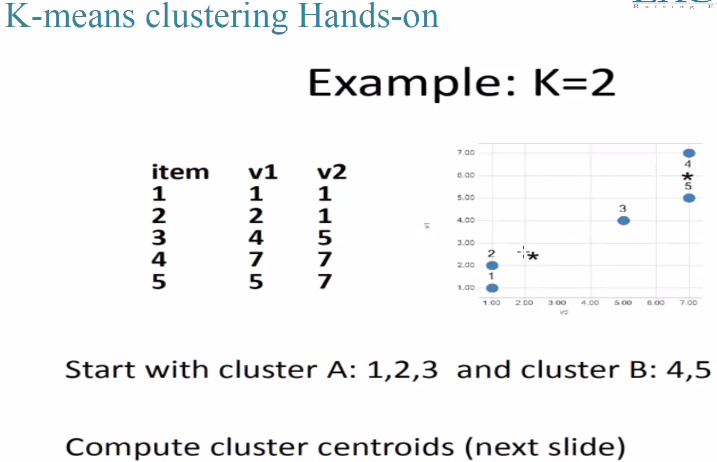 K-means clustering Hands-on
Example: K=2
item v1 v2
1 1 1
2 2 1
3 4 5
4 7 7
5 5 7
7.00
6.00
5.00
4.00
3.00
2.00
1.00
v1
4
*
5
3
2
*
1
1.00 2.00 3.00 4.00 5.00 6.00 7.00
v2
Start with cluster A: 1,2,3 and cluster B: 4,5
Compute cluster centroids (next slide)